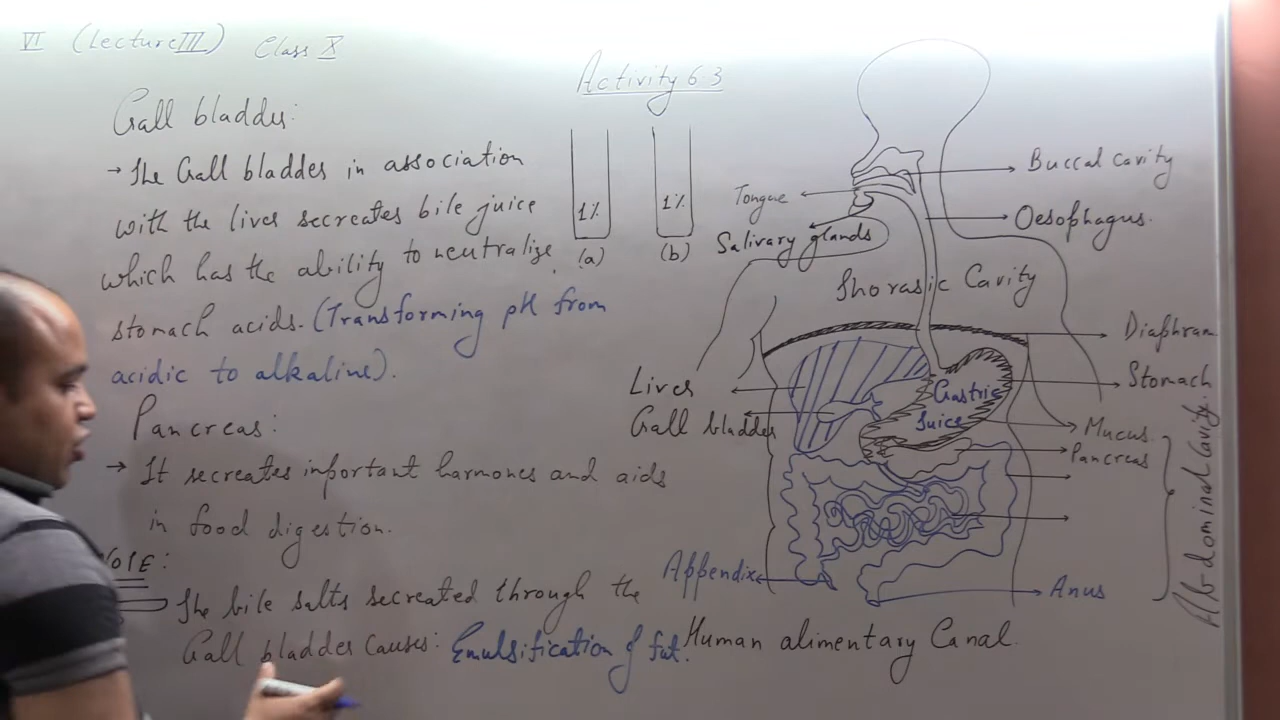 VI (Lecture III) Class X
Gall bladder:
→ The Gall bladder in association
with the liver secreates bile juice
which has the ability to neutralize
stomach acids. (Transforming pH from
acidic to alkaline).
Pancreas:
→ It secreates important harmones and aids
in food digestion.
NOTE:
The bile salts secreated through the
Gall bladder causes: Emulsification of fat.
Activity 6 3
1% 1%
(a) (b)
Buccal cavity
Tongue
Oesophagus.
Salivary glands
Thorasic Cavity
Diaphram
Liver
Stomach
Gastric
Juice
Gall bladder
Mucus
Pancreas
Appendix
Anus
Abdominal Cavity.
Human alimentary Canal.